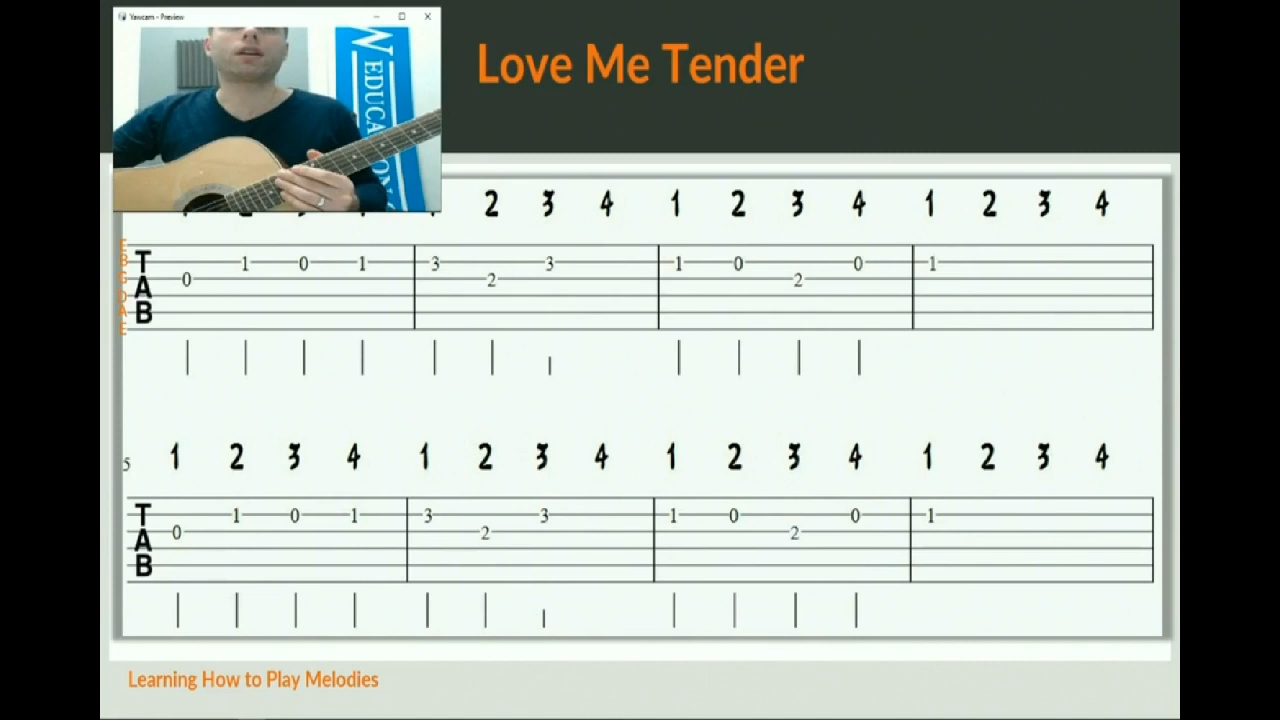 Yawcam - Preview
W EDUCATION
Love Me Tender
2 3 4 1 2 3 4 1 2 3 4
E
B
G
D
A
E
T
A
B
0 1 0 1 3 2 3 1 0 2 0 1
5 1 2 3 4 1 2 3 4 1 2 3 4 1 2 3 4
T
A
B
0 1 0 1 3 2 3 1 0 2 0 1
Learning How to Play Melodies